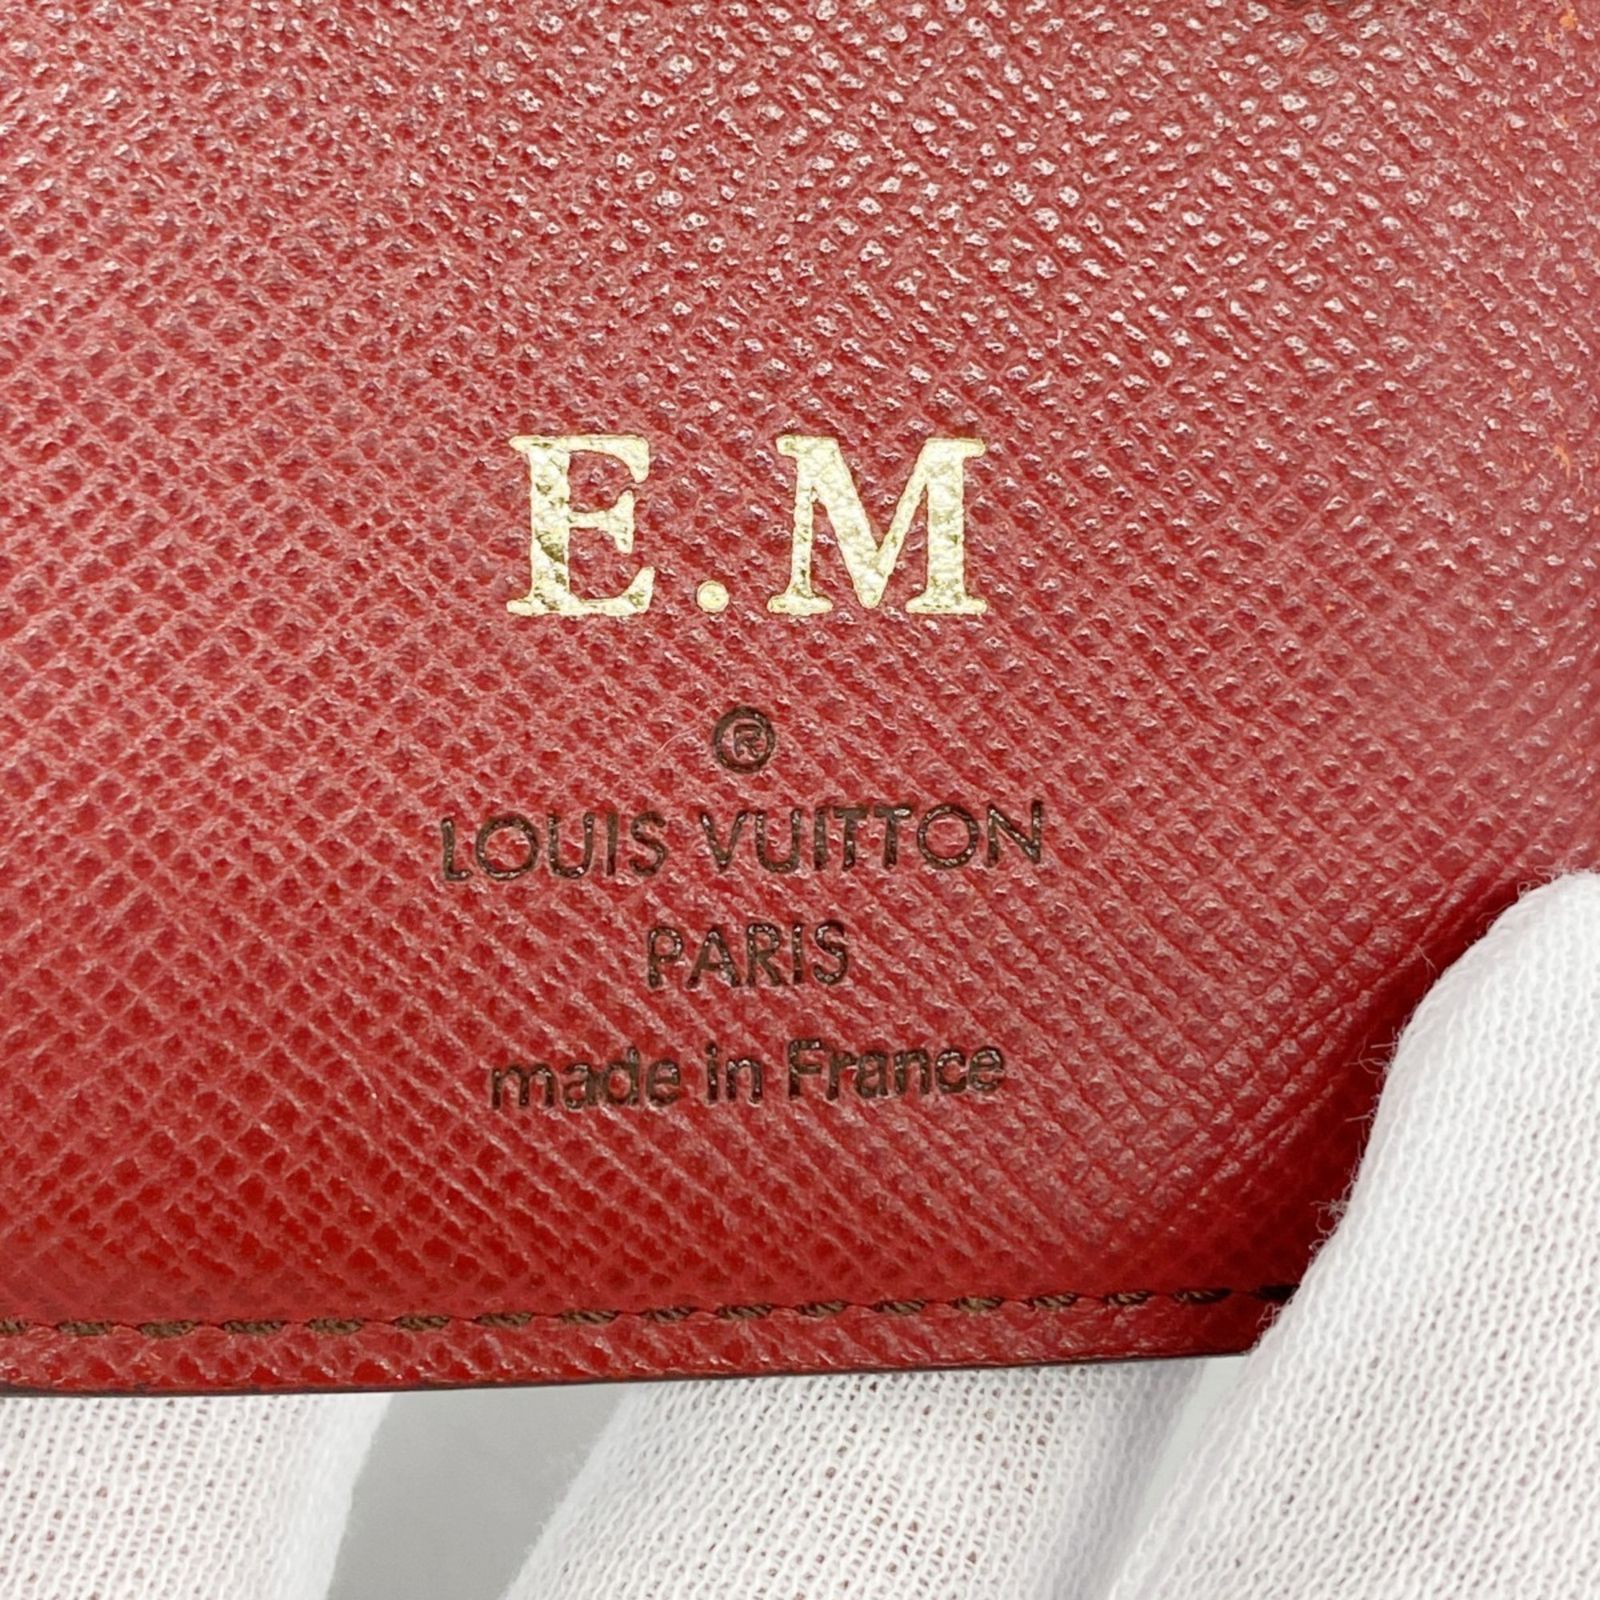 E.M
®
LOUIS VUITTON
PARIS
made in France